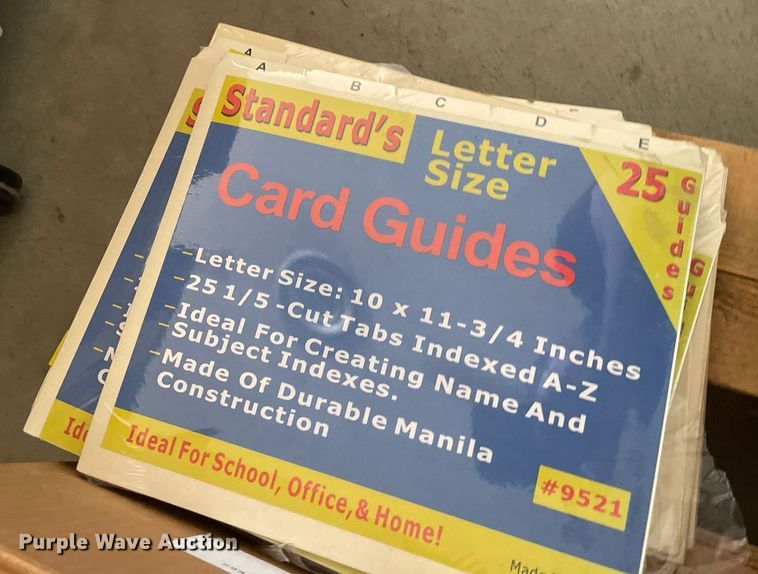 A
A
B
C
D
E
Standard's
Letter
Size
25
Guides
Card Guides
-Letter Size: 10 x 11-3/4 Inches
-25 1/5 -Cut Tabs Indexed A-Z
-Ideal For Creating Name And
Subject Indexes.
-Made Of Durable Manila
Construction
#9521
Ideal For School, Office,& Home!
Made
Purple Wave Auction